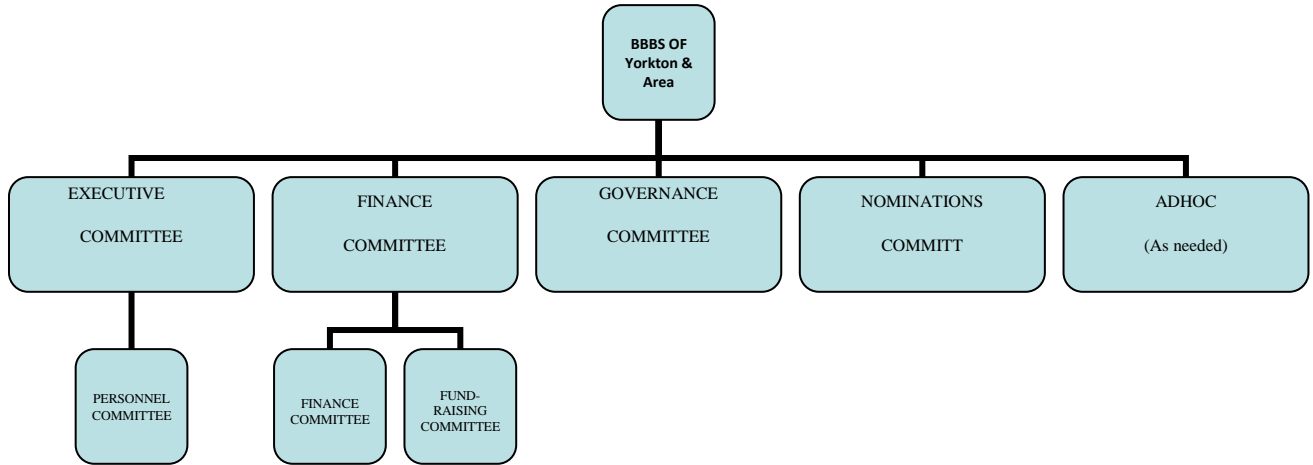 BBBS OF
Yorkton &
Area
EXECUTIVE
COMMITTEE
FINANCE
COMMITTEE
GOVERNANCE
COMMITTEE
NOMINATIONS
COMMITT
ADHOC
(As needed)
PERSONNEL
COMMITTEE
FINANCE
COMMITTEE
FUND-
RAISING
COMMITTEE